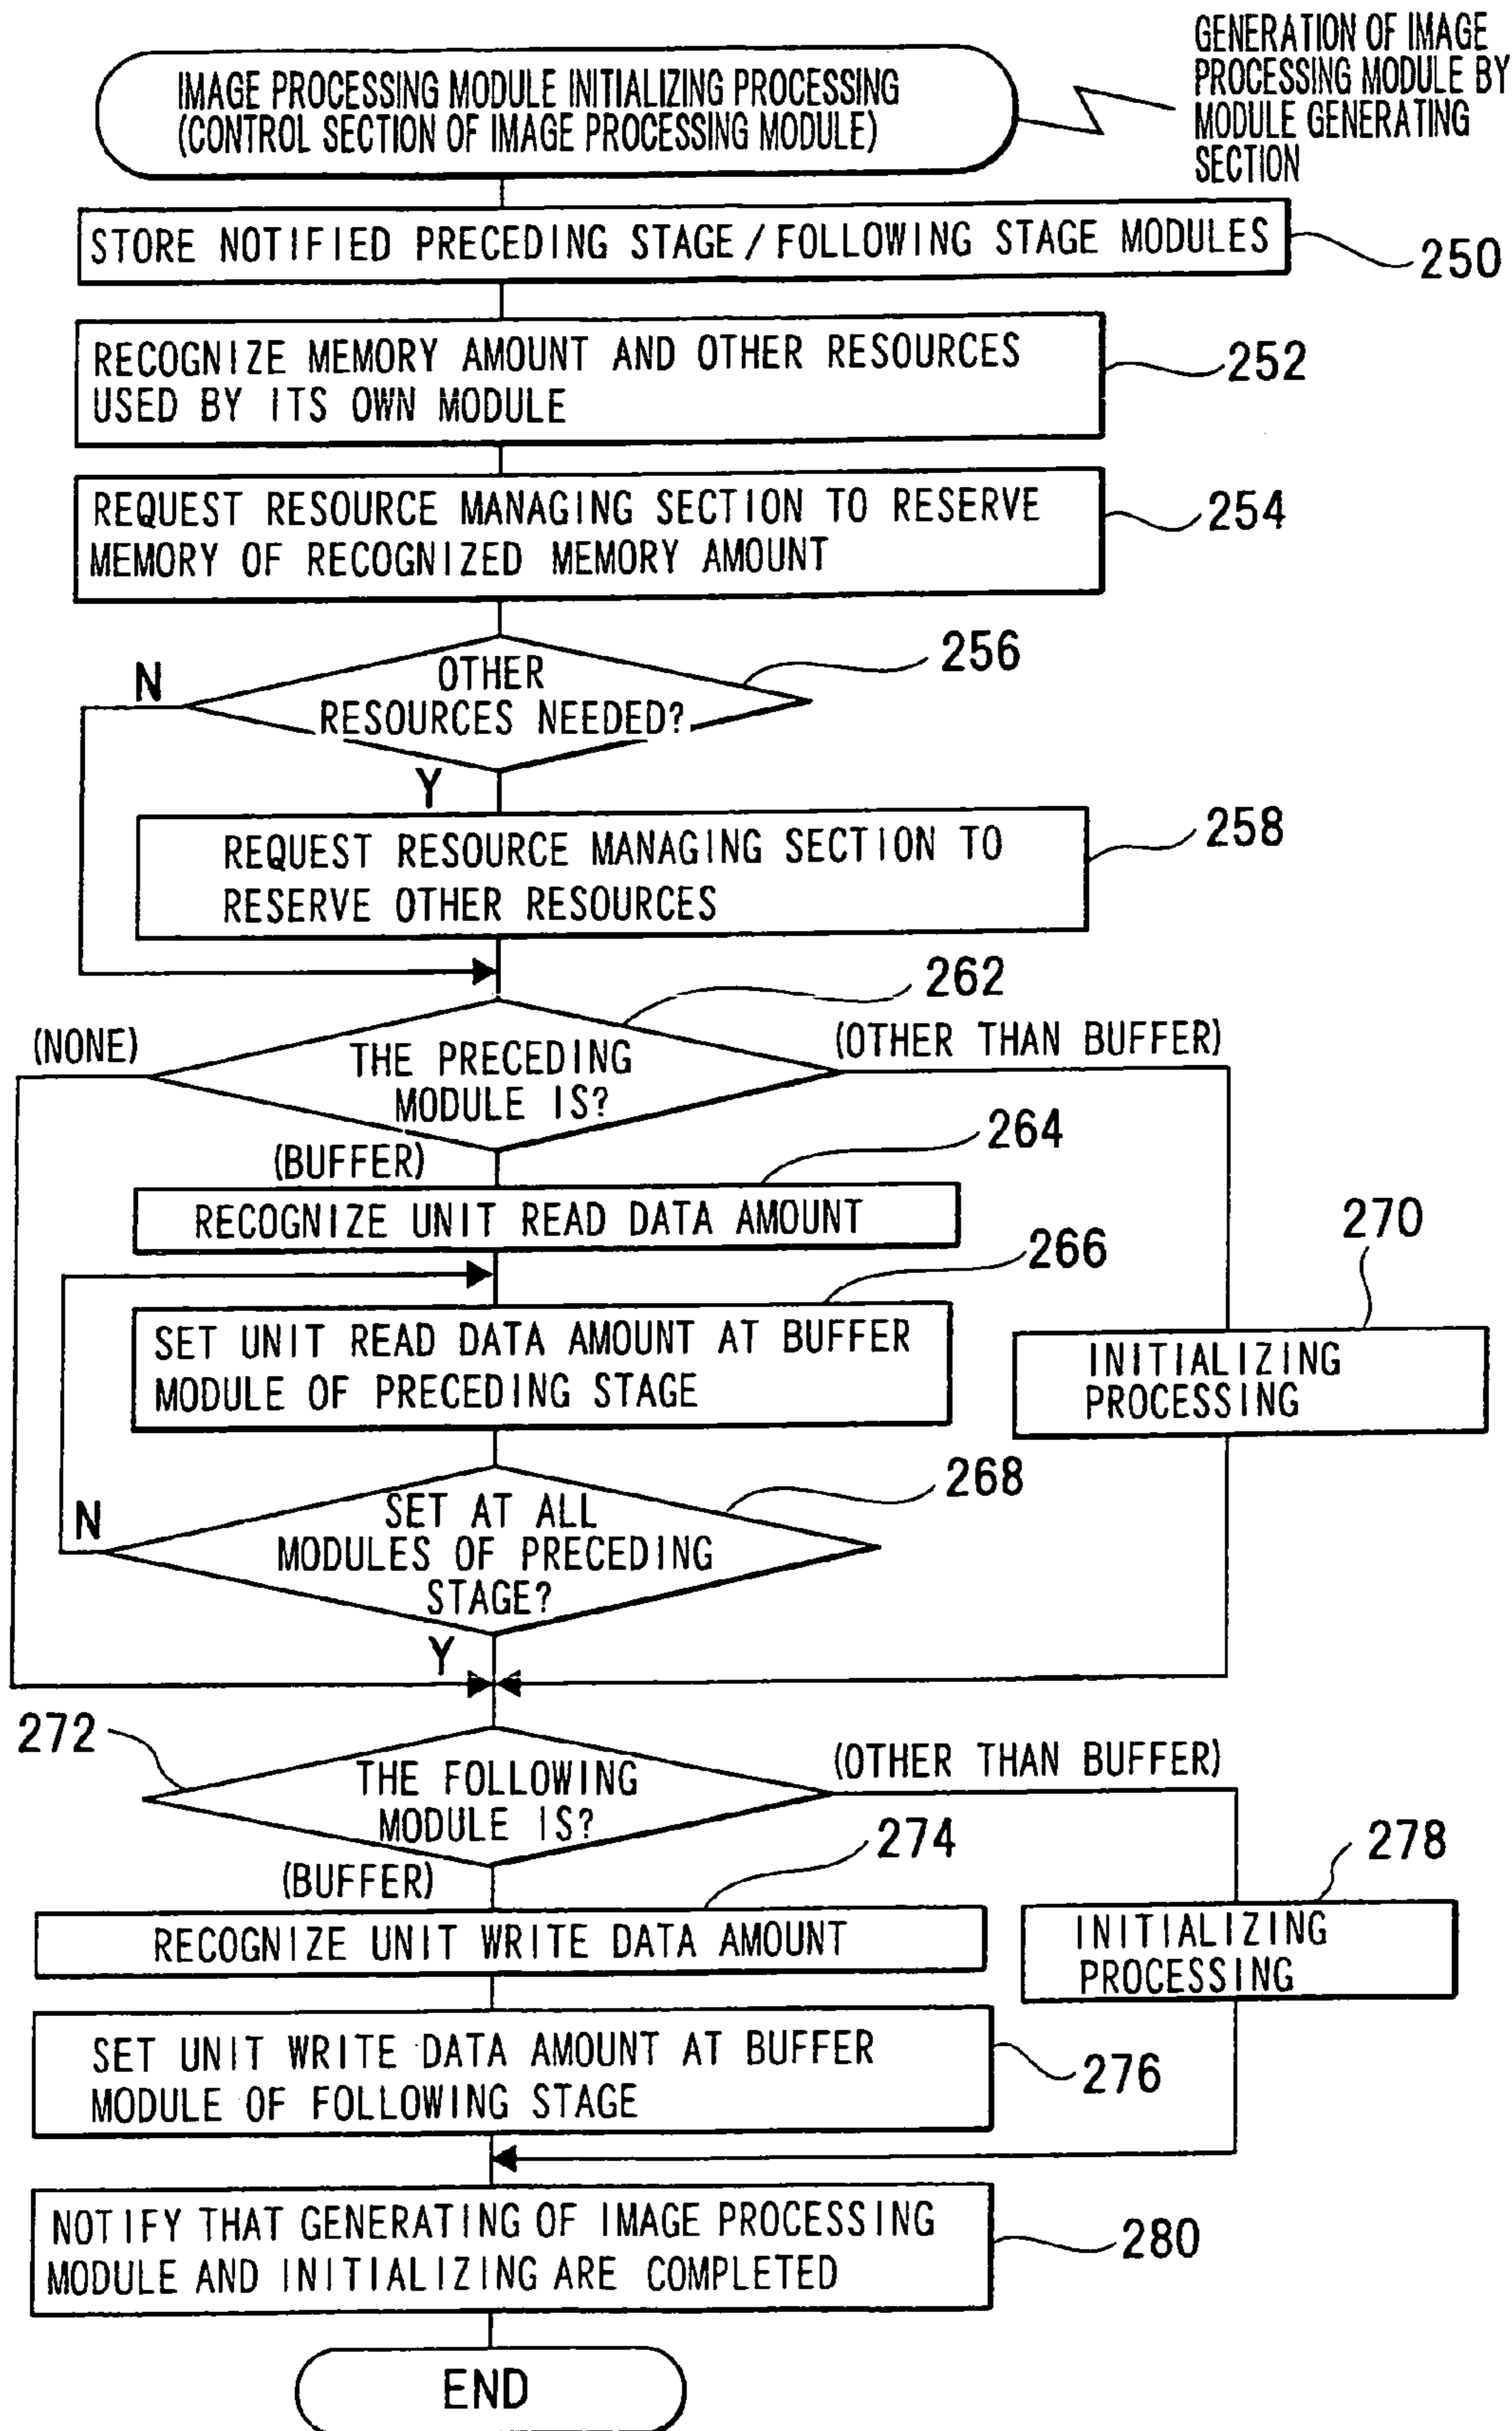 GENERATION OF IMAGE
PROCESSING MODULE BY
MODULE GENERATING
SECTION
IMAGE PROCESSING MODULE INITIALIZING PROCESSING
(CONTROL SECTION OF IMAGE PROCESSING MODULE)
STORE NOTIFIED PRECEDING STAGE/FOLLOWING STAGE MODULES
250
RECOGNIZE MEMORY AMOUNT AND OTHER RESOURCES
USED BY ITS OWN MODULE
252
REQUEST RESOURCE MANAGING SECTION TO RESERVE
MEMORY OF RECOGNIZED MEMORY AMOUNT
254
OTHER
RESOURCES NEEDED?
256
N
Y
REQUEST RESOURCE MANAGING SECTION TO
RESERVE OTHER RESOURCES
258
262
(NONE)
THE PRECEDING
MODULE IS?
(OTHER THAN BUFFER)
(BUFFER)
264
RECOGNIZE UNIT READ DATA AMOUNT
266
270
SET UNIT READ DATA AMOUNT AT BUFFER
MODULE OF PRECEDING STAGE
INITIALIZING
PROCESSING
268
N
SET AT ALL
MODULES OF PRECEDING
STAGE?
Y
272
THE FOLLOWING
MODULE IS?
(OTHER THAN BUFFER)
(BUFFER)
274
278
RECOGNIZE UNIT WRITE DATA AMOUNT
INITIALIZING
PROCESSING
SET UNIT WRITE DATA AMOUNT AT BUFFER
MODULE OF FOLLOWING STAGE
276
NOTIFY THAT GENERATING OF IMAGE PROCESSING
MODULE AND INITIALIZING ARE COMPLETED
280
END